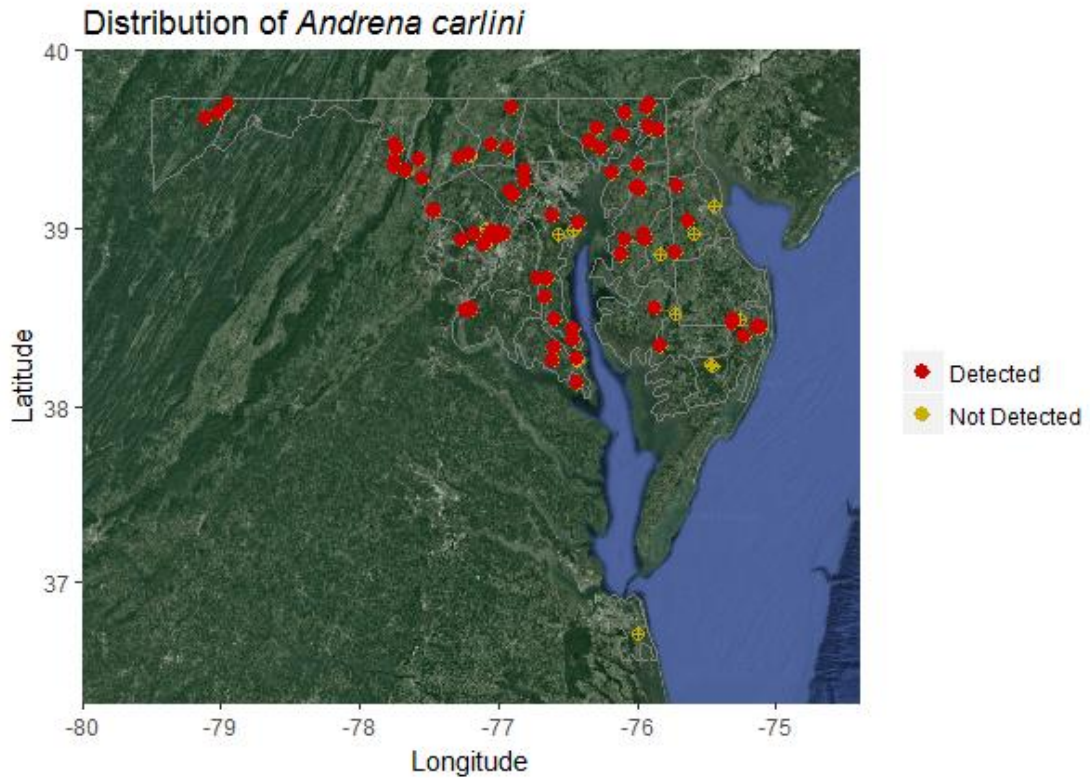 Distribution of Andrena carlini
40
39
38
37
Latitude
-80
-79
-78
-77
-76
-75
Longitude
Detected
Not Detected